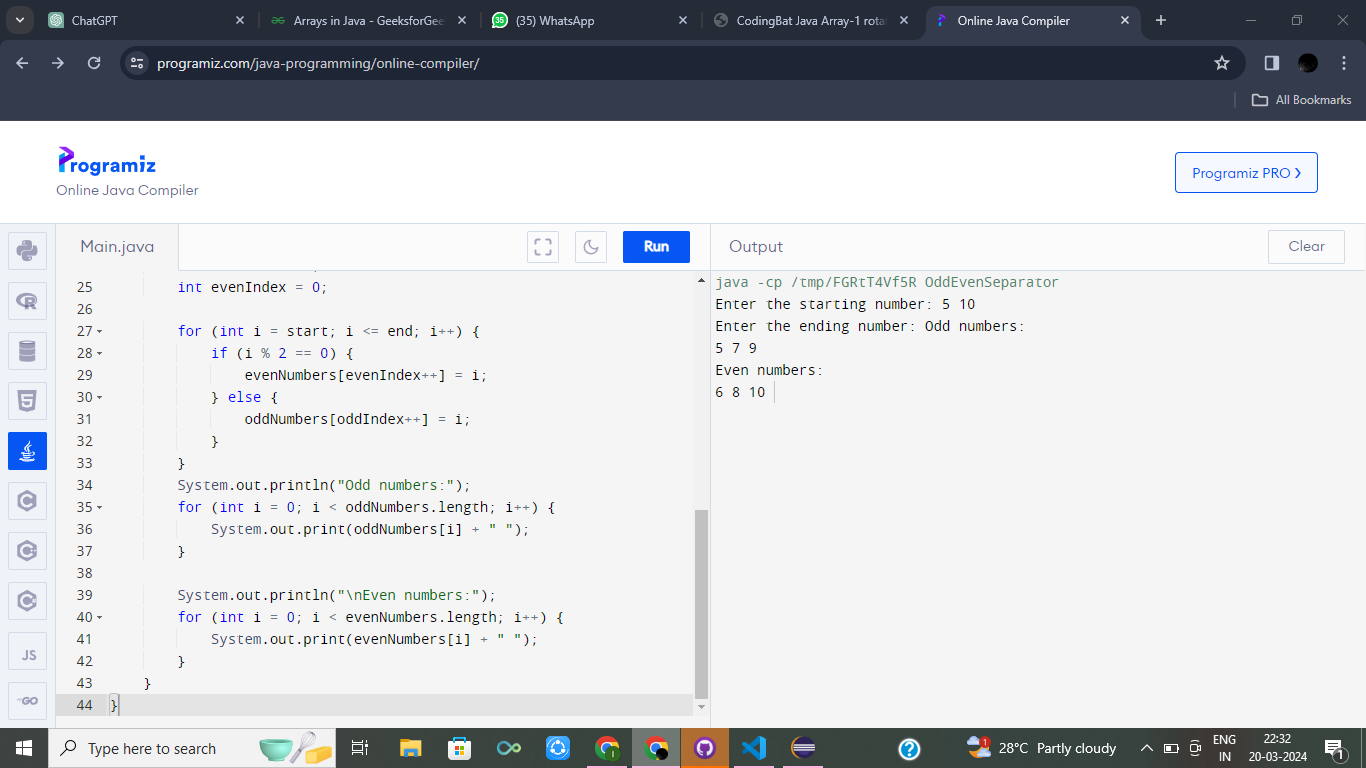 ChatGPT
Arrays in Java - GeeksforGee
(35) WhatsApp
CodingBat Java Array-1 rota
Online Java Compiler
programiz.com/java-programming/online-compiler/
All Bookmarks
Programiz
Online Java Compiler
Programiz PRO
Main.java
Run
25 int evenIndex = 0;
26
27 for (int i = start; i <= end; i++) {
28 if (i % 2 == 0) {
29 evenNumbers[evenIndex++] = i;
30 } else {
31 oddNumbers[oddIndex++] = i;
32 }
33 }
34 System.out.println("Odd numbers:");
35 for (int i = 0; i < oddNumbers.length; i++) {
36 System.out.print(oddNumbers[i] + " ");
37 }
38
39 System.out.println("\nEven numbers:");
40 for (int i = 0; i < evenNumbers.length; i++) {
41 System.out.print(evenNumbers[i] + " ");
42 }
43 }
44 }
Output
Clear
java -cp /tmp/FGRtT4Vf5R OddEvenSeparator
Enter the starting number: 5 10
Enter the ending number: Odd numbers:
5 7 9
Even numbers:
6 8 10
JS
GO
Type here to search
28°C Partly cloudy
ENG
IN
22:32
20-03-2024
1